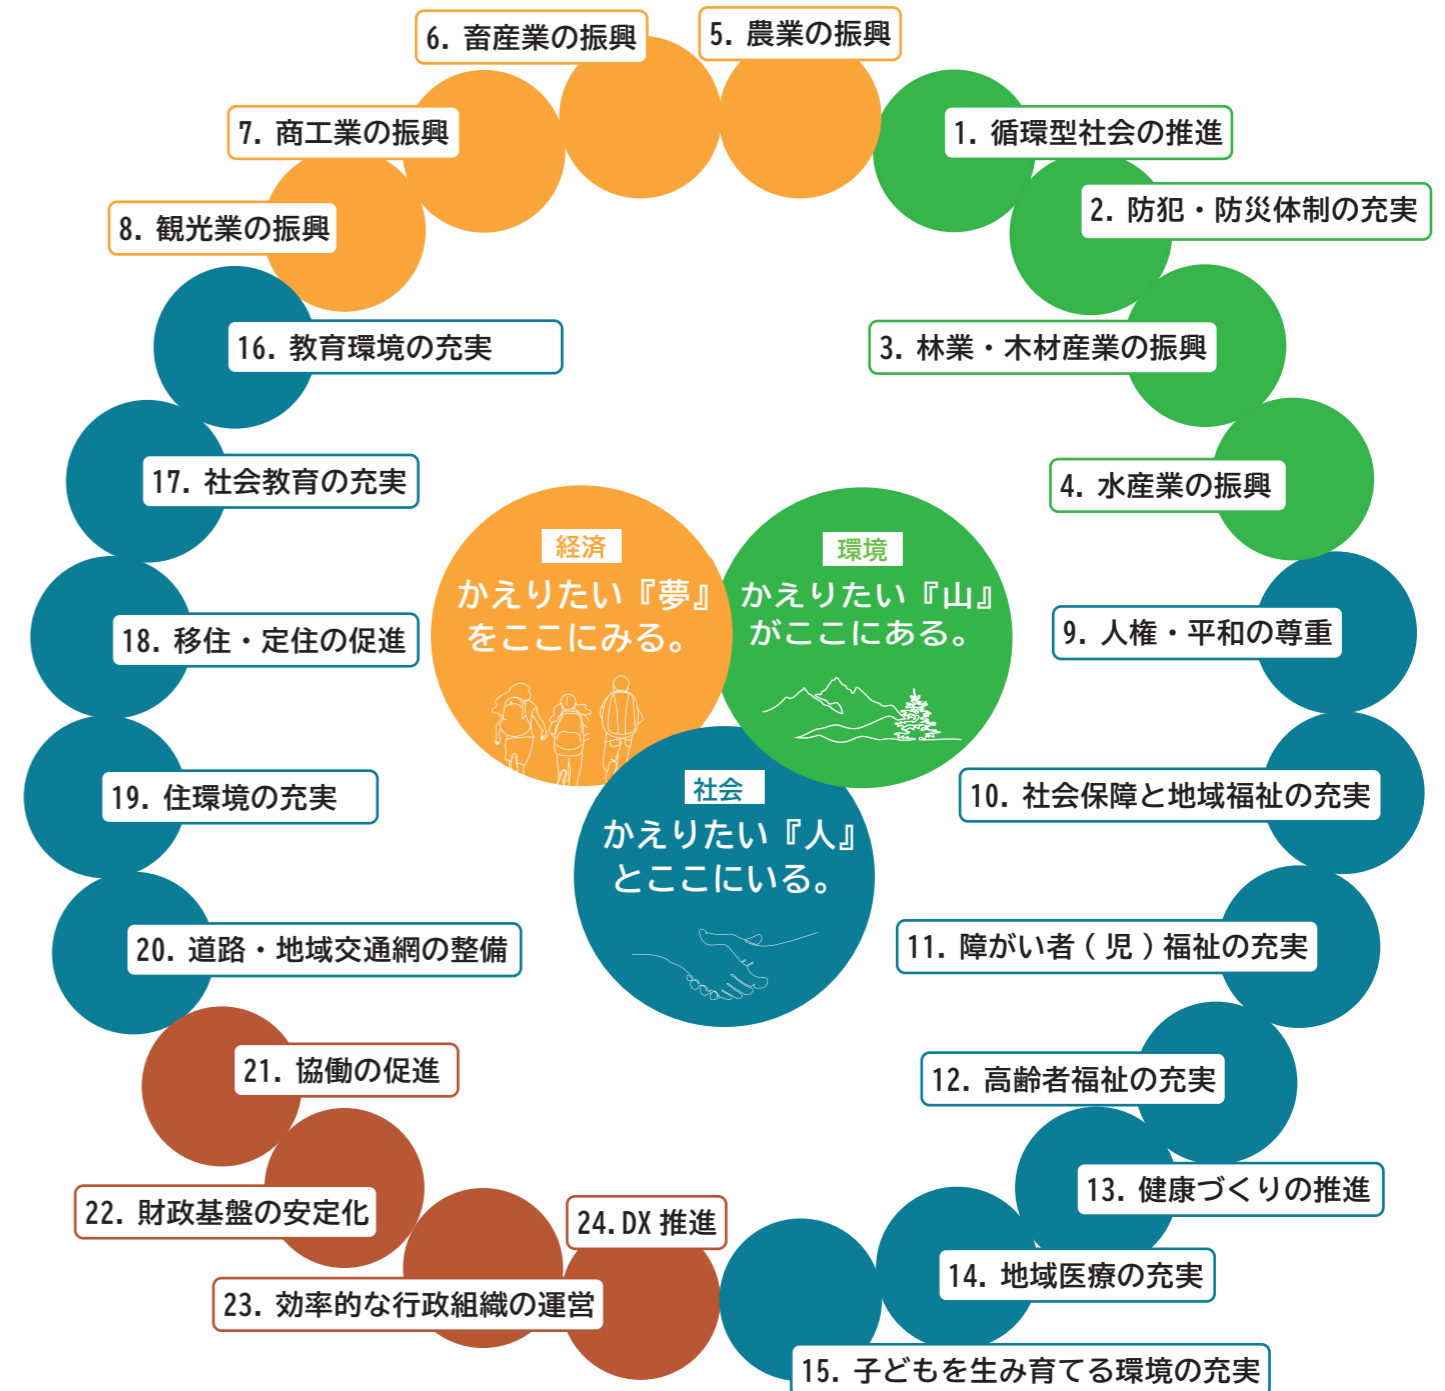 6. 畜産業の振興
5. 農業の振興
7. 商工業の振興
1. 循環型社会の推進
8. 観光業の振興
2. 防犯・防災体制の充実
16. 教育環境の充実
3. 林業・木材産業の振興
17. 社会教育の充実
4. 水産業の振興
経済
かえりたい『夢』
をここにみる。
環境
かえりたい『山』
がここにある。
18. 移住・定住の促進
9. 人権・平和の尊重
社会
かえりたい『人』
とここにいる。
19. 住環境の充実
10. 社会保障と地域福祉の充実
20. 道路・地域交通網の整備
11. 障がい者 ( 児 ) 福祉の充実
21. 協働の促進
12. 高齢者福祉の充実
22. 財政基盤の安定化
13. 健康づくりの推進
24. DX 推進
23. 効率的な行政組織の運営
14. 地域医療の充実
15. 子どもを生み育てる環境の充実